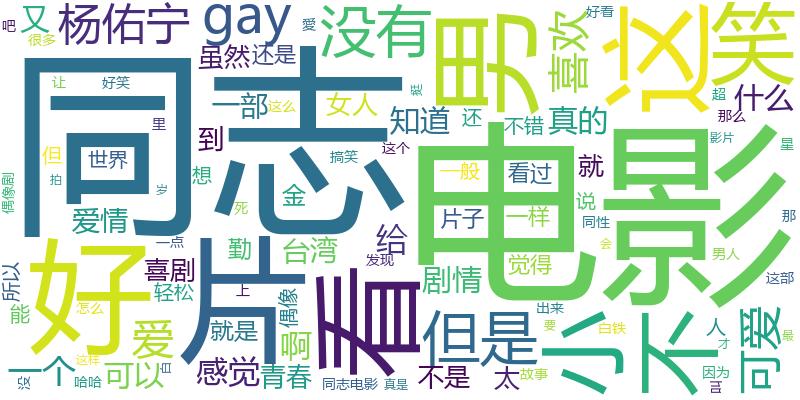 吧
又
很多
杨佑宁
gay
愛
没有
男
喜欢
好看
这
笑
虽然
还是
同志
让
好笑
里
一部
这么
女人
知道
挺
还
不错
真的
超
什么
那么
到
但
世界
拍
岁
想
搞笑
这个
电影
一般
看过
就
影片
星
偶像剧
爱情
死
金
片子
一样
说
同性
那
一点
勤
台湾
给
觉得
会
男人
所以
好
喜剧
片
发现
剧情
这部
轻松
上
偶像
看
能
怎么
爱
就是
啊
但是
出来
要
小
白铁
不
人
才
可爱
最
没
一个
这样
哈哈
可以
自
感觉
青春
同志电影
真是
不是
太
故事
因为